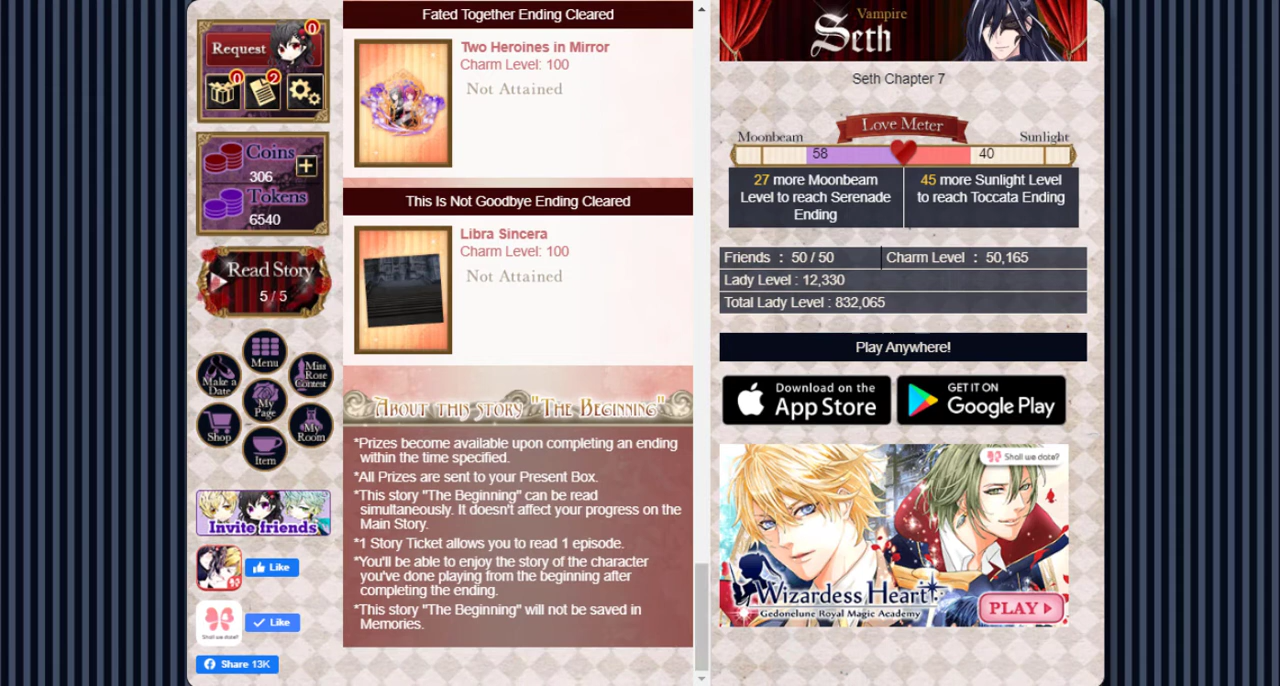 0
Request
0
2
Coins
306
Tokens
6540
Read Story
5 / 5
Menu
Make a
Date
Miss
Rose
Contest
My
Page
Shop
My
Room
Item
Invite friends
Like
Shall we date?
Like
Share 13K
Fated Together Ending Cleared
Two Heroines in Mirror
Charm Level: 100
Not Attained
This Is Not Goodbye Ending Cleared
Libra Sincera
Charm Level: 100
Not Attained
About this story "The Beginning"
*Prizes become available upon completing an ending
within the time specified.
*All Prizes are sent to your Present Box.
*This story "The Beginning" can be read
simultaneously. It doesn't affect your progress on the
Main Story.
*1 Story Ticket allows you to read 1 episode.
*You'll be able to enjoy the story of the character
you've done playing from the beginning after
completing the ending.
*This story "The Beginning" will not be saved in
Memories.
Vampire
Seth
Seth Chapter 7
Love Meter
Moonbeam
Sunlight
58
40
27 more Moonbeam
Level to reach Serenade
Ending
45 more Sunlight Level
to reach Toccata Ending
Friends : 50 / 50
Charm Level : 50,165
Lady Level : 12,330
Total Lady Level : 832,065
Play Anywhere!
Download on the
App Store
GET IT ON
Google Play
Shall we date?
Wizardess Heart+
Gedonelune Royal Magic Academy
PLAY